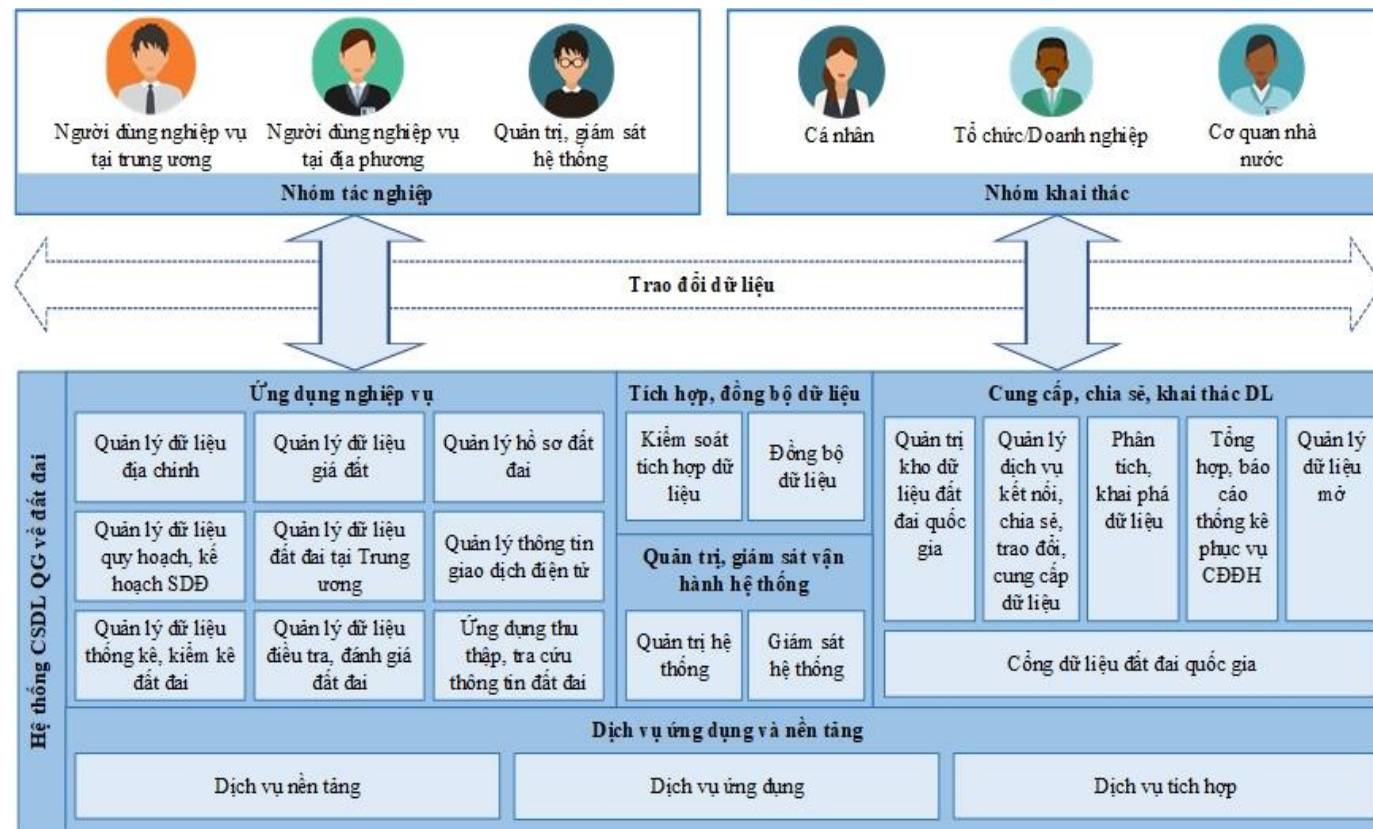 Người dùng nghiệp vụ
tại trung ương
Người dùng nghiệp vụ
tại địa phương
Quản trị, giám sát
hệ thống
Nhóm tác nghiệp
Cá nhân
Tổ chức/Doanh nghiệp
Cơ quan nhà
nước
Nhóm khai thác
Trao đổi dữ liệu
Hệ thống CSDL QG về đất đai
Ứng dụng nghiệp vụ
Quản lý dữ liệu
địa chính
Quản lý dữ liệu
giá đất
Quản lý hồ sơ đất
đai
Quản lý dữ liệu
quy hoạch, kế
hoạch SDĐ
Quản lý dữ liệu
đất đai tại Trung
ương
Quản lý thông tin
giao dịch điện tử
Quản lý dữ liệu
thống kê, kiểm kê
đất đai
Quản lý dữ liệu
điều tra, đánh giá
đất đai
Ứng dụng thu
thập, tra cứu
thông tin đất đai
Tích hợp, đồng bộ dữ liệu
Kiểm soát
tích hợp dữ
liệu
Đồng bộ
dữ liệu
Quản trị, giám sát vận
hành hệ thống
Quản trị hệ
thống
Giám sát
hệ thống
Cung cấp, chia sẻ, khai thác DL
Quản trị
kho dữ
liệu đất
đai quốc
gia
Quản lý
dịch vụ
kết nối,
chia sẻ,
trao đổi,
cung cấp
dữ liệu
Phân
tích,
khai phá
dữ liệu
Tổng
hợp, báo
cáo
thống kê
phục vụ
CĐĐH
Quản lý
dữ liệu
mở
Cổng dữ liệu đất đai quốc gia
Dịch vụ ứng dụng và nền tảng
Dịch vụ nền tảng
Dịch vụ ứng dụng
Dịch vụ tích hợp